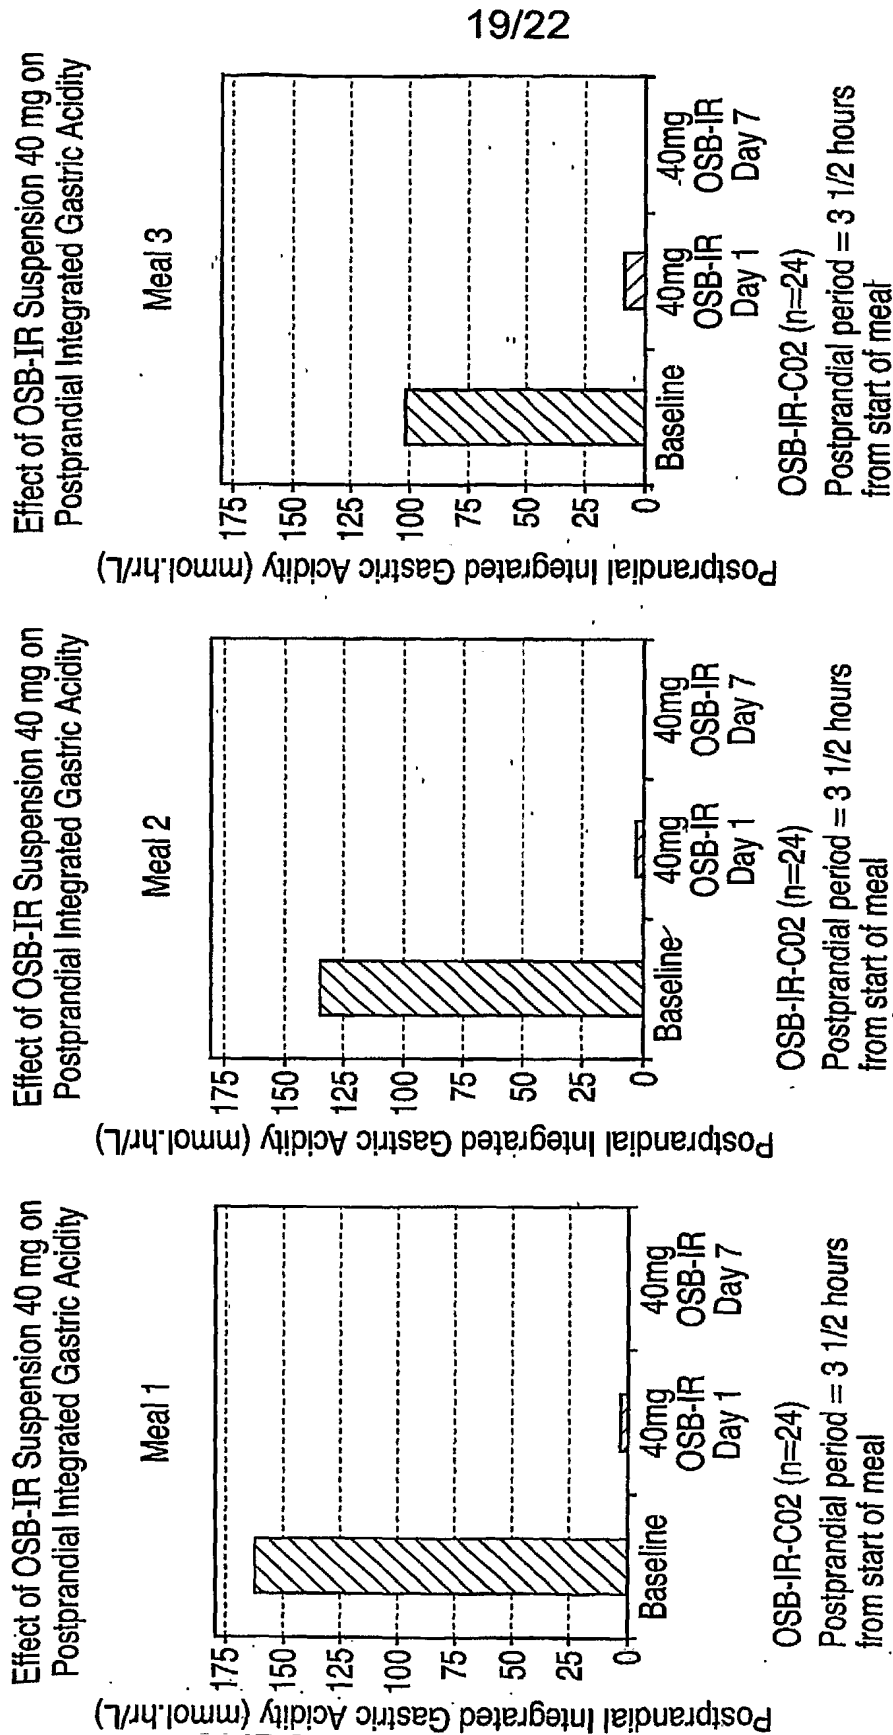 19/22
Effect of OSB-IR Suspension 40 mg on
Postprandial Integrated Gastric Acidity
Meal 1
Postprandial Integrated Gastric Acidity (mmol.hr/L)
175
150
125
100
75
50
25
0
Baseline
40mg
OSB-IR
Day 1
40mg
OSB-IR
Day 7
OSB-IR-C02 (n=24)
Postprandial period = 3 1/2 hours
from start of meal
Effect of OSB-IR Suspension 40 mg on
Postprandial Integrated Gastric Acidity
Meal 2
Postprandial Integrated Gastric Acidity (mmol.hr/L)
175
150
125
100
75
50
25
0
Baseline
40mg
OSB-IR
Day 1
40mg
OSB-IR
Day 7
OSB-IR-C02 (n=24)
Postprandial period = 3 1/2 hours
from start of meal
Effect of OSB-IR Suspension 40 mg on
Postprandial Integrated Gastric Acidity
Meal 3
Postprandial Integrated Gastric Acidity (mmol.hr/L)
175
150
125
100
75
50
25
0
Baseline
40mg
OSB-IR
Day 1
40mg
OSB-IR
Day 7
OSB-IR-C02 (n=24)
Postprandial period = 3 1/2 hours
from start of meal